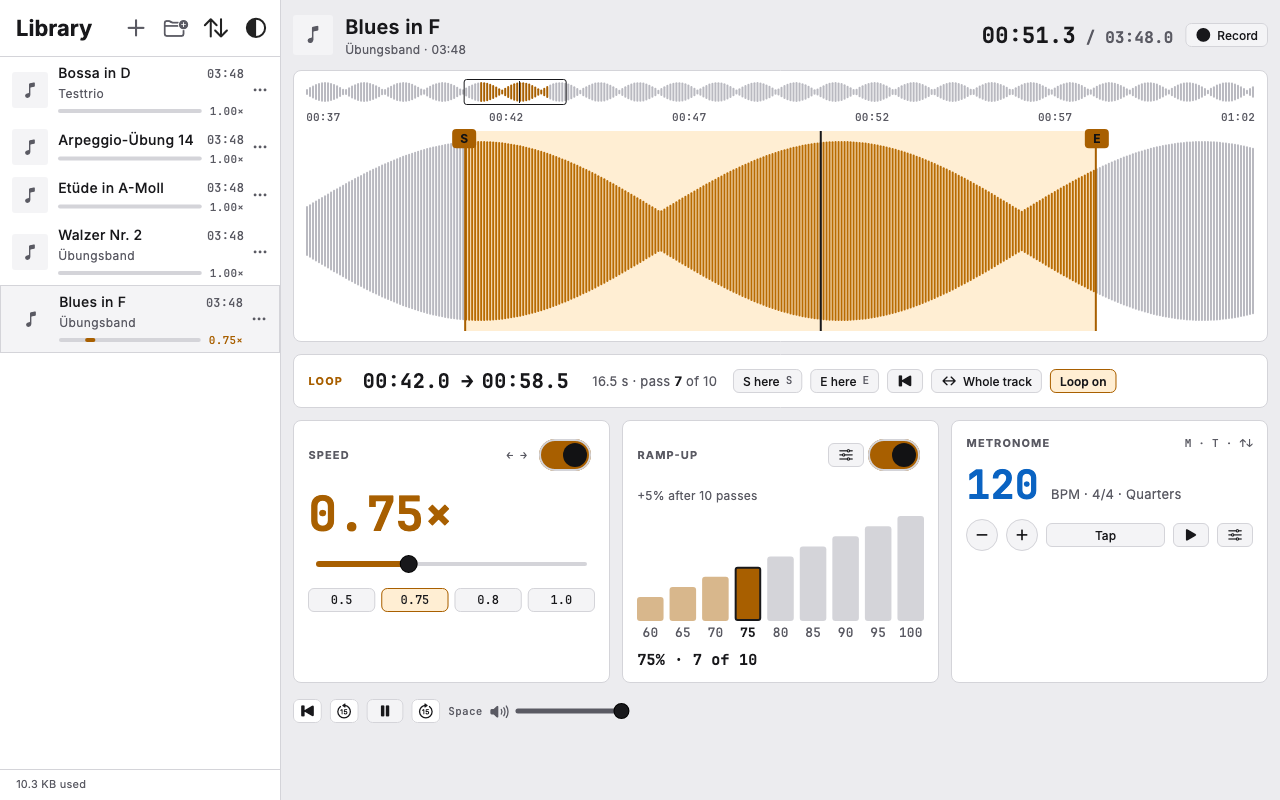 Library
Bossa in D 03:48
Testtrio
1.00×
Arpeggio-Übung 14 03:48
1.00×
Etüde in A-Moll 03:48
1.00×
Walzer Nr. 2 03:48
Übungsband
1.00×
Blues in F 03:48
Übungsband
0.75×
10.3 KB used
Blues in F
Übungsband · 03:48
00:51.3 / 03:48.0
Record
00:37 00:42 00:47 00:52 00:57 01:02
S E
LOOP 00:42.0 → 00:58.5 16.5 s · pass 7 of 10 S here S E here E Whole track Loop on
SPEED ← →
0.75×
0.5 0.75 0.8 1.0
RAMP-UP
+5% after 10 passes
60 65 70 75 80 85 90 95 100
75% · 7 of 10
METRONOME M · T · ↑↓
120 BPM · 4/4 · Quarters
− + Tap
15 15 Space